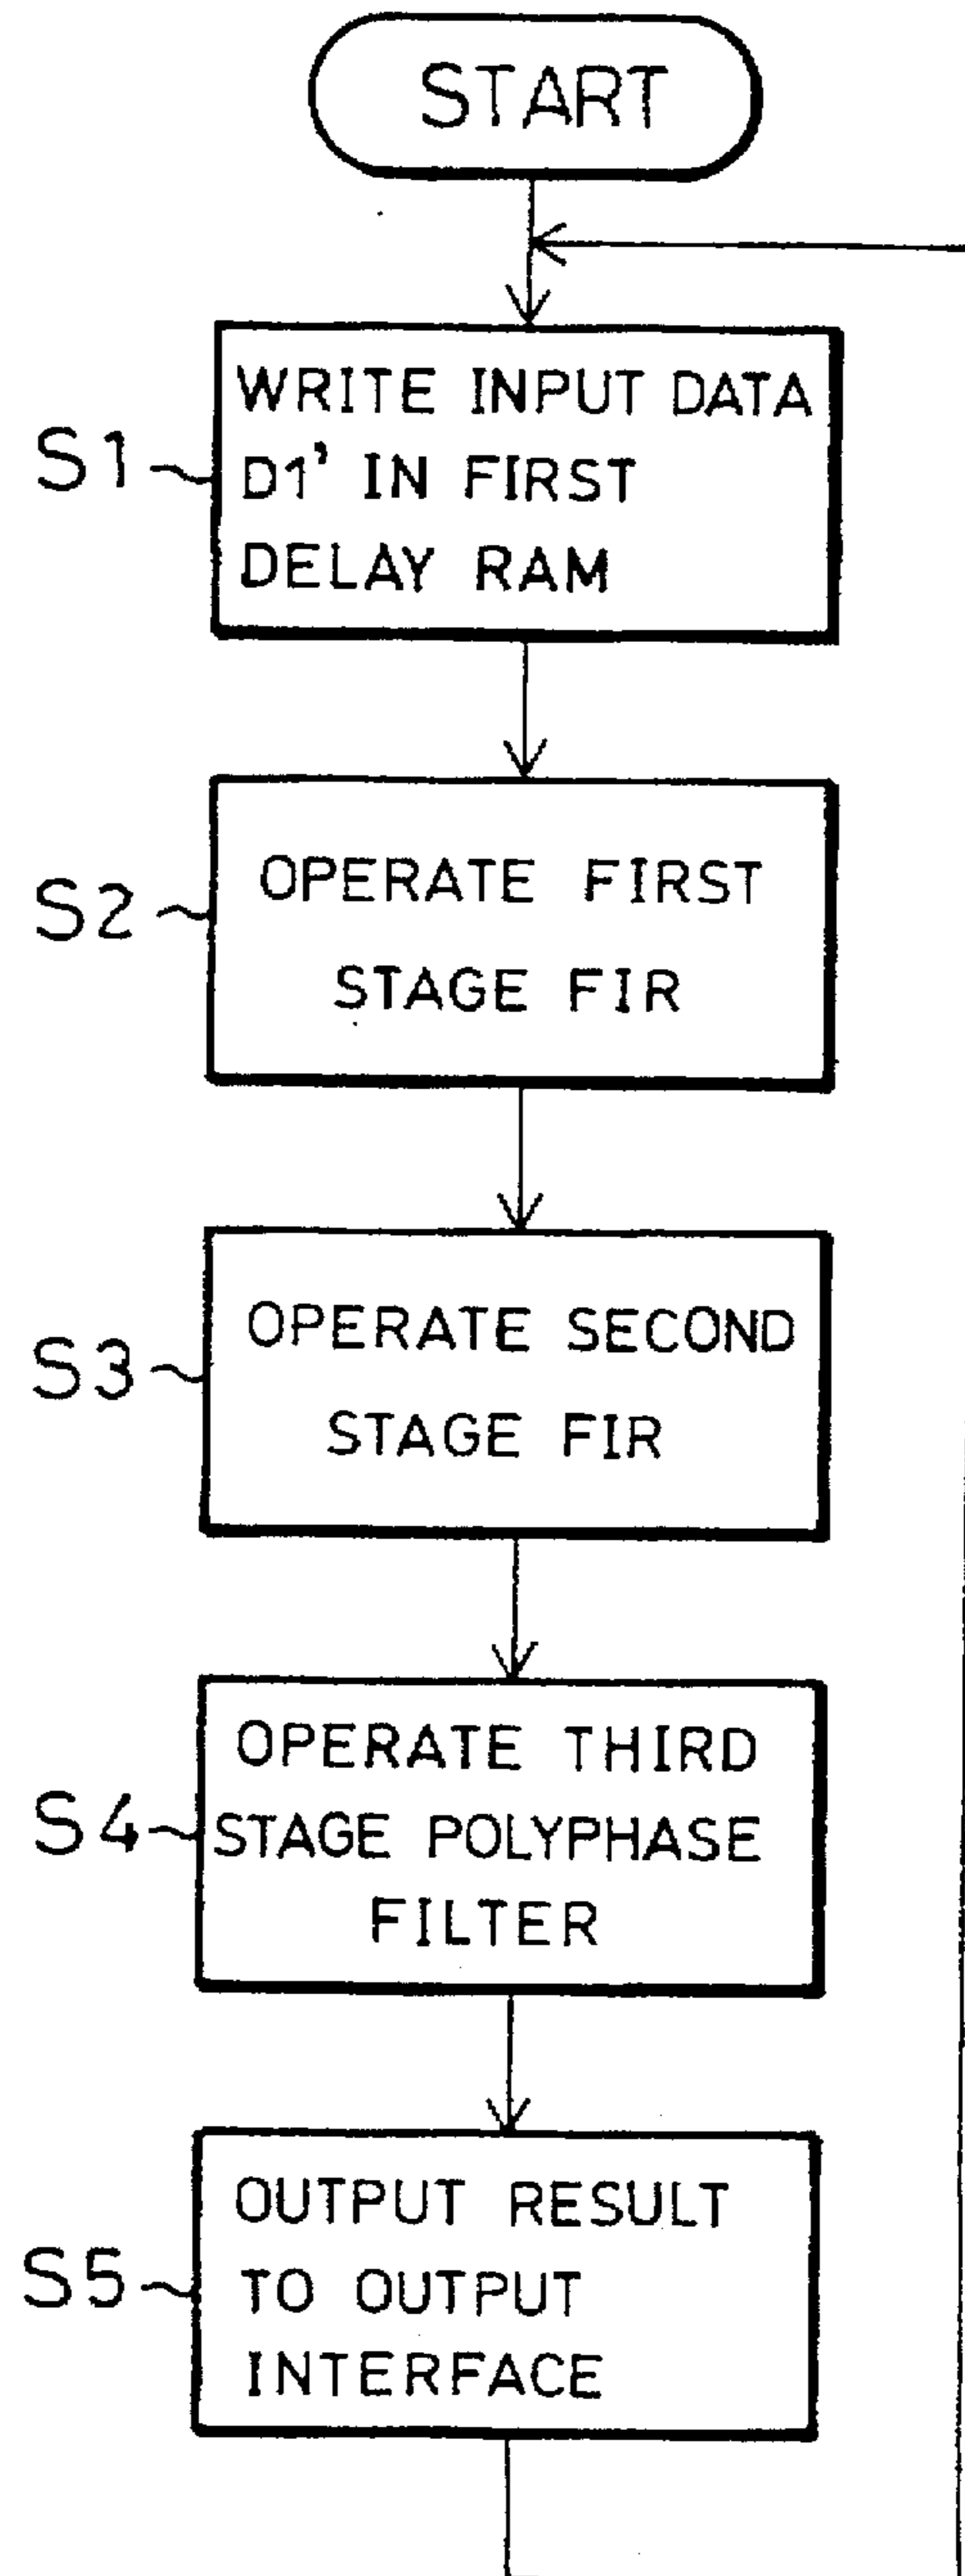 START
S1
WRITE INPUT DATA
D1' IN FIRST
DELAY RAM
S2
OPERATE FIRST
STAGE FIR
S3
OPERATE SECOND
STAGE FIR
S4
OPERATE THIRD
STAGE POLYPHASE
FILTER
S5
OUTPUT RESULT
TO OUTPUT
INTERFACE